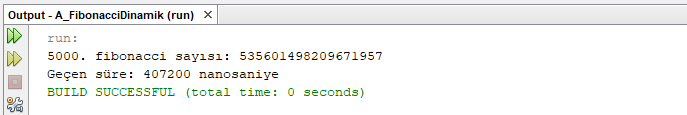 Output - A_FibonacciDinamik (run)
run:
5000. fibonacci sayısı: 535601498209671957
Geçen süre: 407200 nanosaniye
BUILD SUCCESSFUL (total time: 0 seconds)